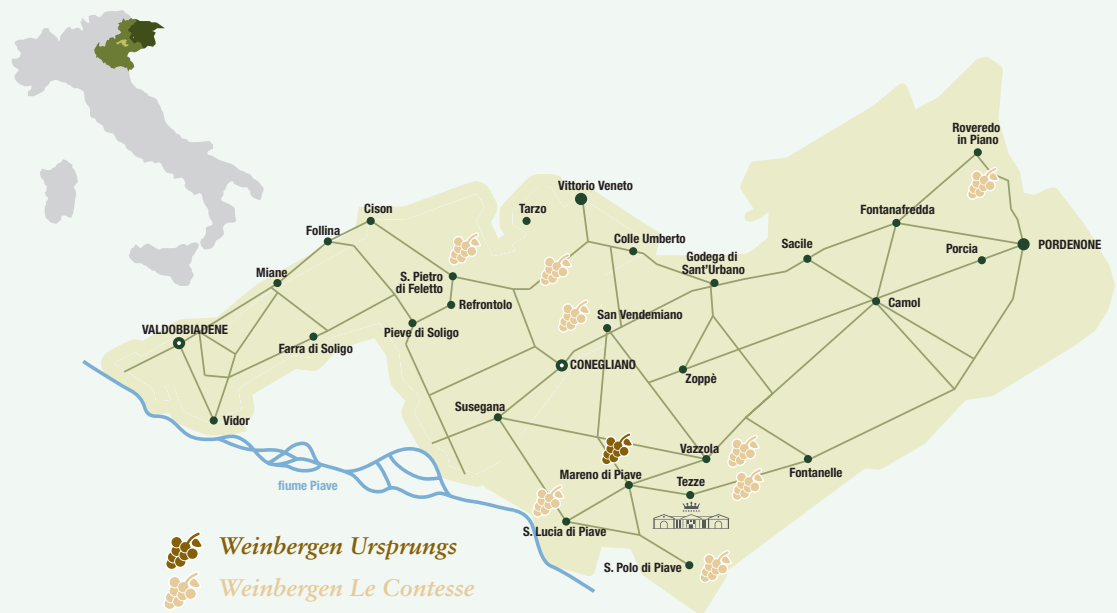 Roveredo
in Piano
Vittorio Veneto
Cison
Tarzo
Fontanafredda
Follina
Colle Umberto
Sacile
Porcia
PORDENONE
Godega di
Sant'Urbano
Miane
S. Pietro
di Feletto
Refrontolo
Camol
San Vendemiano
VALDOBBIADENE
Pieve di Soligo
Farra di Soligo
CONEGLIANO
Zoppè
Susegana
Vidor
Vazzola
Mareno di Piave
Fontanelle
Tezze
fiume Piave
S. Lucia di Piave
S. Polo di Piave
Weinbergen Ursprungs
Weinbergen Le Contesse